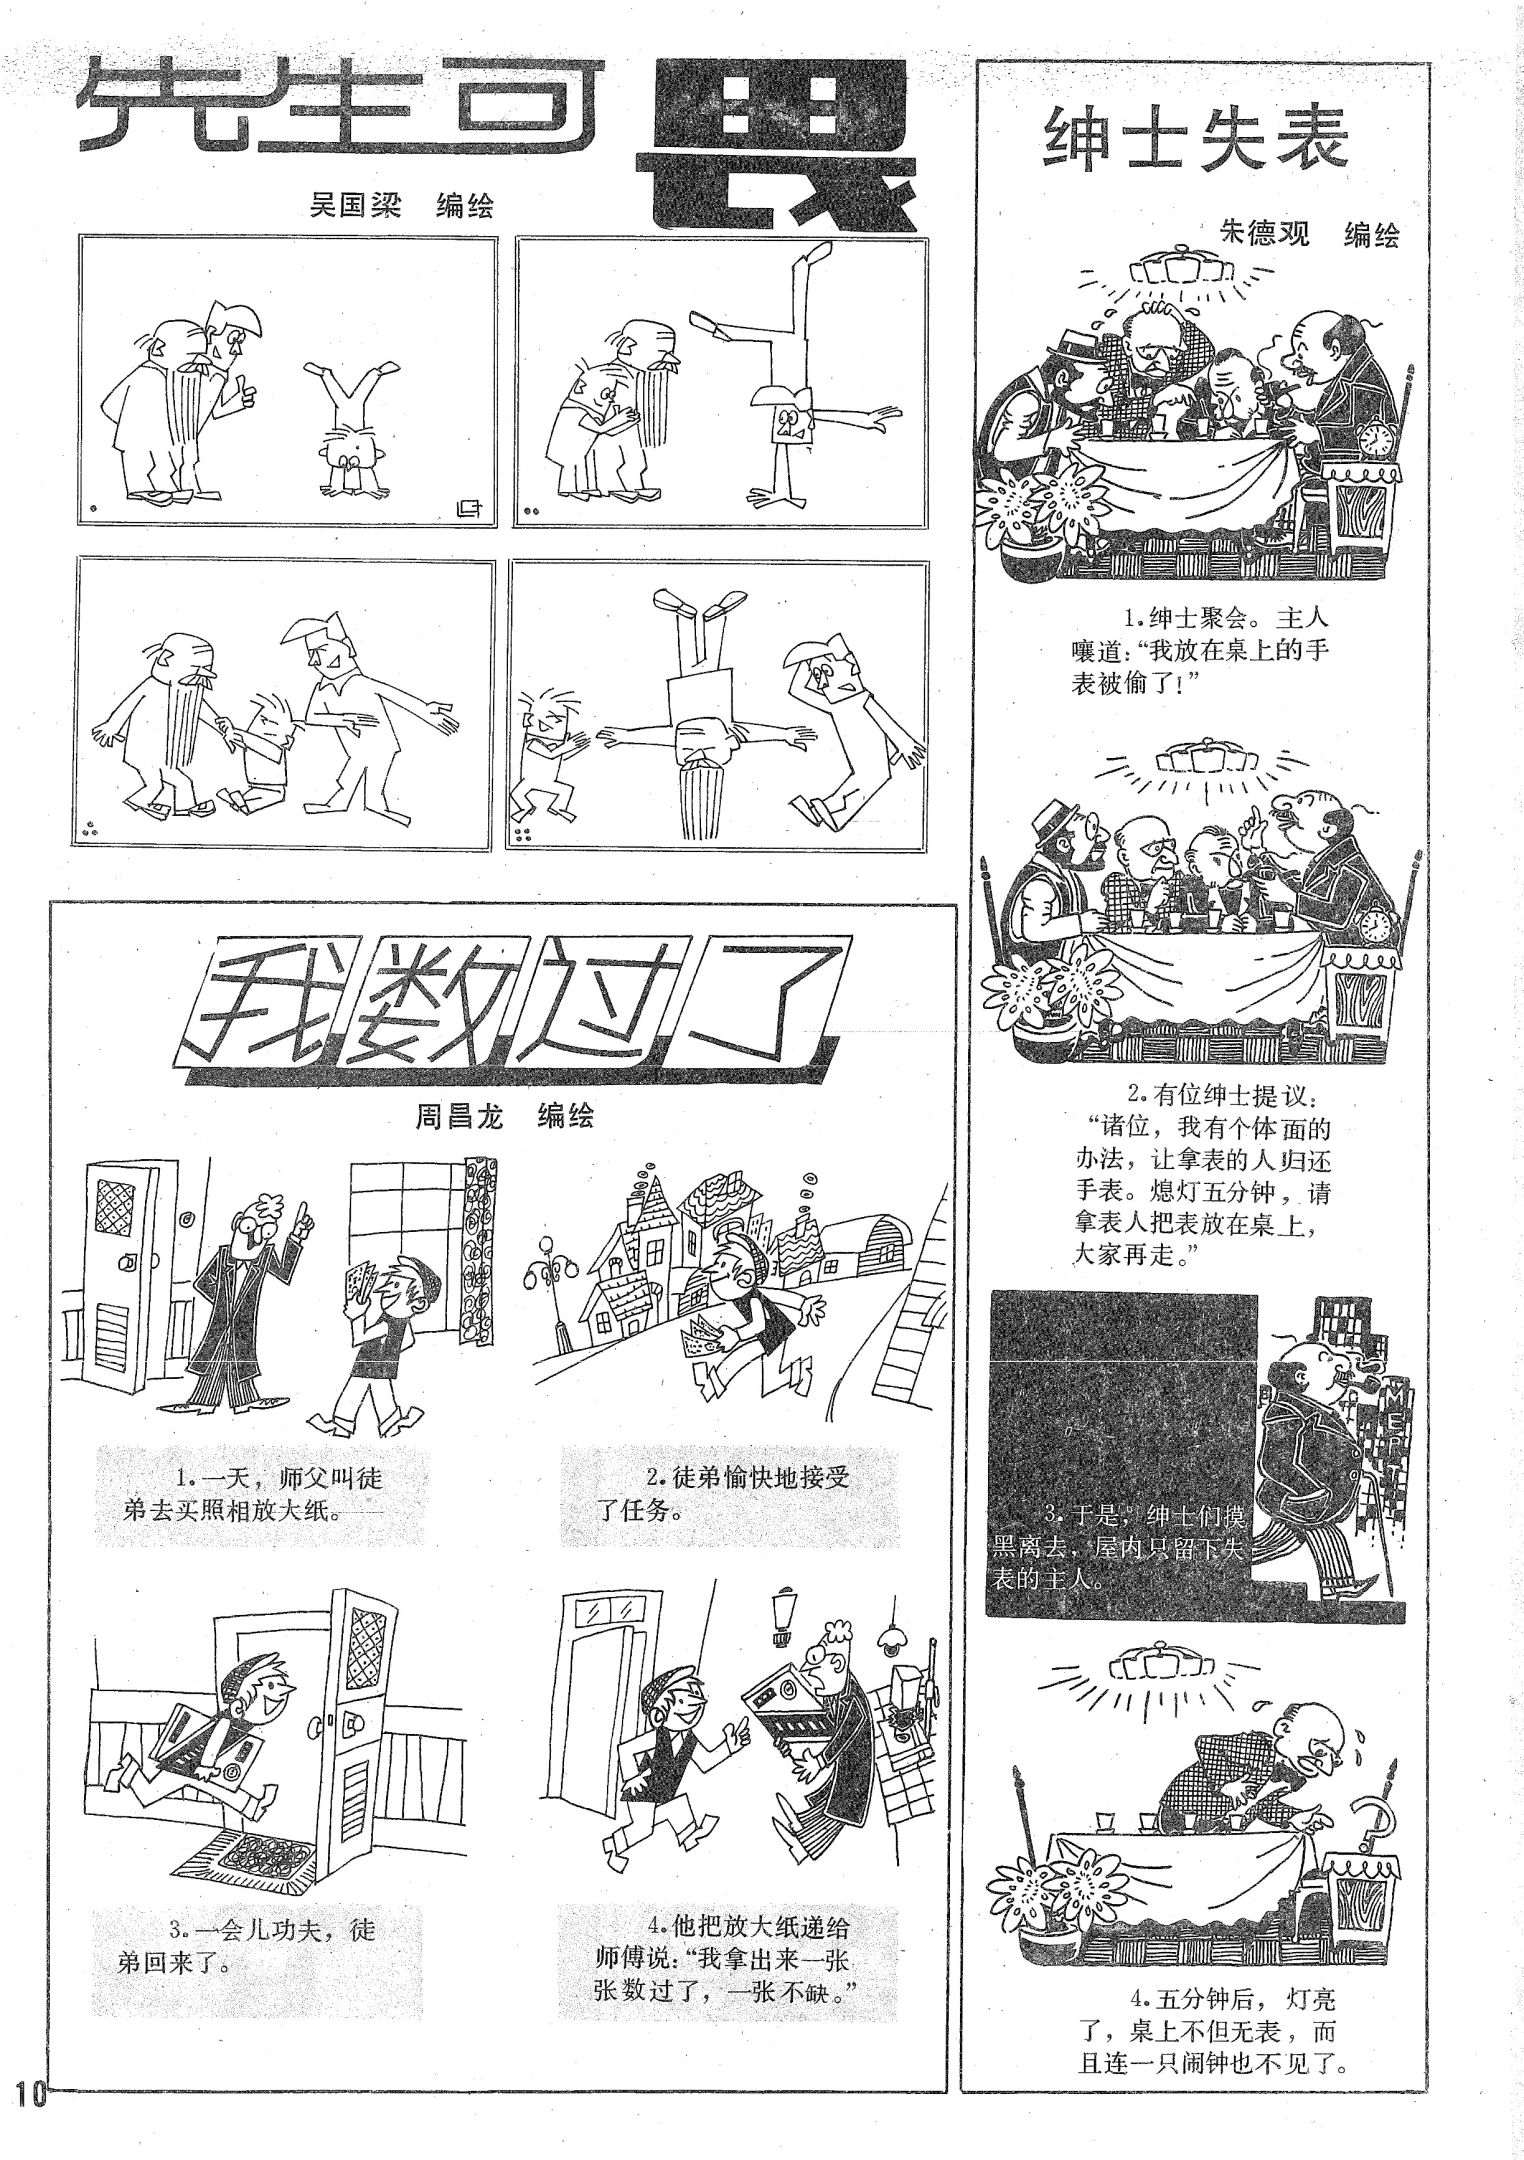 先生可畏
吴国梁 编绘
我数过了
周昌龙 编绘
1.一天，师父叫徒
弟去买照相放大纸。
2.徒弟愉快地接受
了任务。
3.一会儿功夫，徒
弟回来了。
4.他把放大纸递给
师傅说：“我拿出来一张
张数过了，一张不缺。”
绅士失表
朱德观 编绘
1.绅士聚会。主人
嚷道：“我放在桌上的手
表被偷了！”
2.有位绅士提议：
“诸位，我有个体面的
办法，让拿表的人归还
手表。熄灯五分钟，请
拿表人把表放在桌上，
大家再走。”
3.于是，绅士们摸
黑离去，屋内只留下失
表的主人。
4.五分钟后，灯亮
了，桌上不但无表，而
且连一只闹钟也不见了。
10